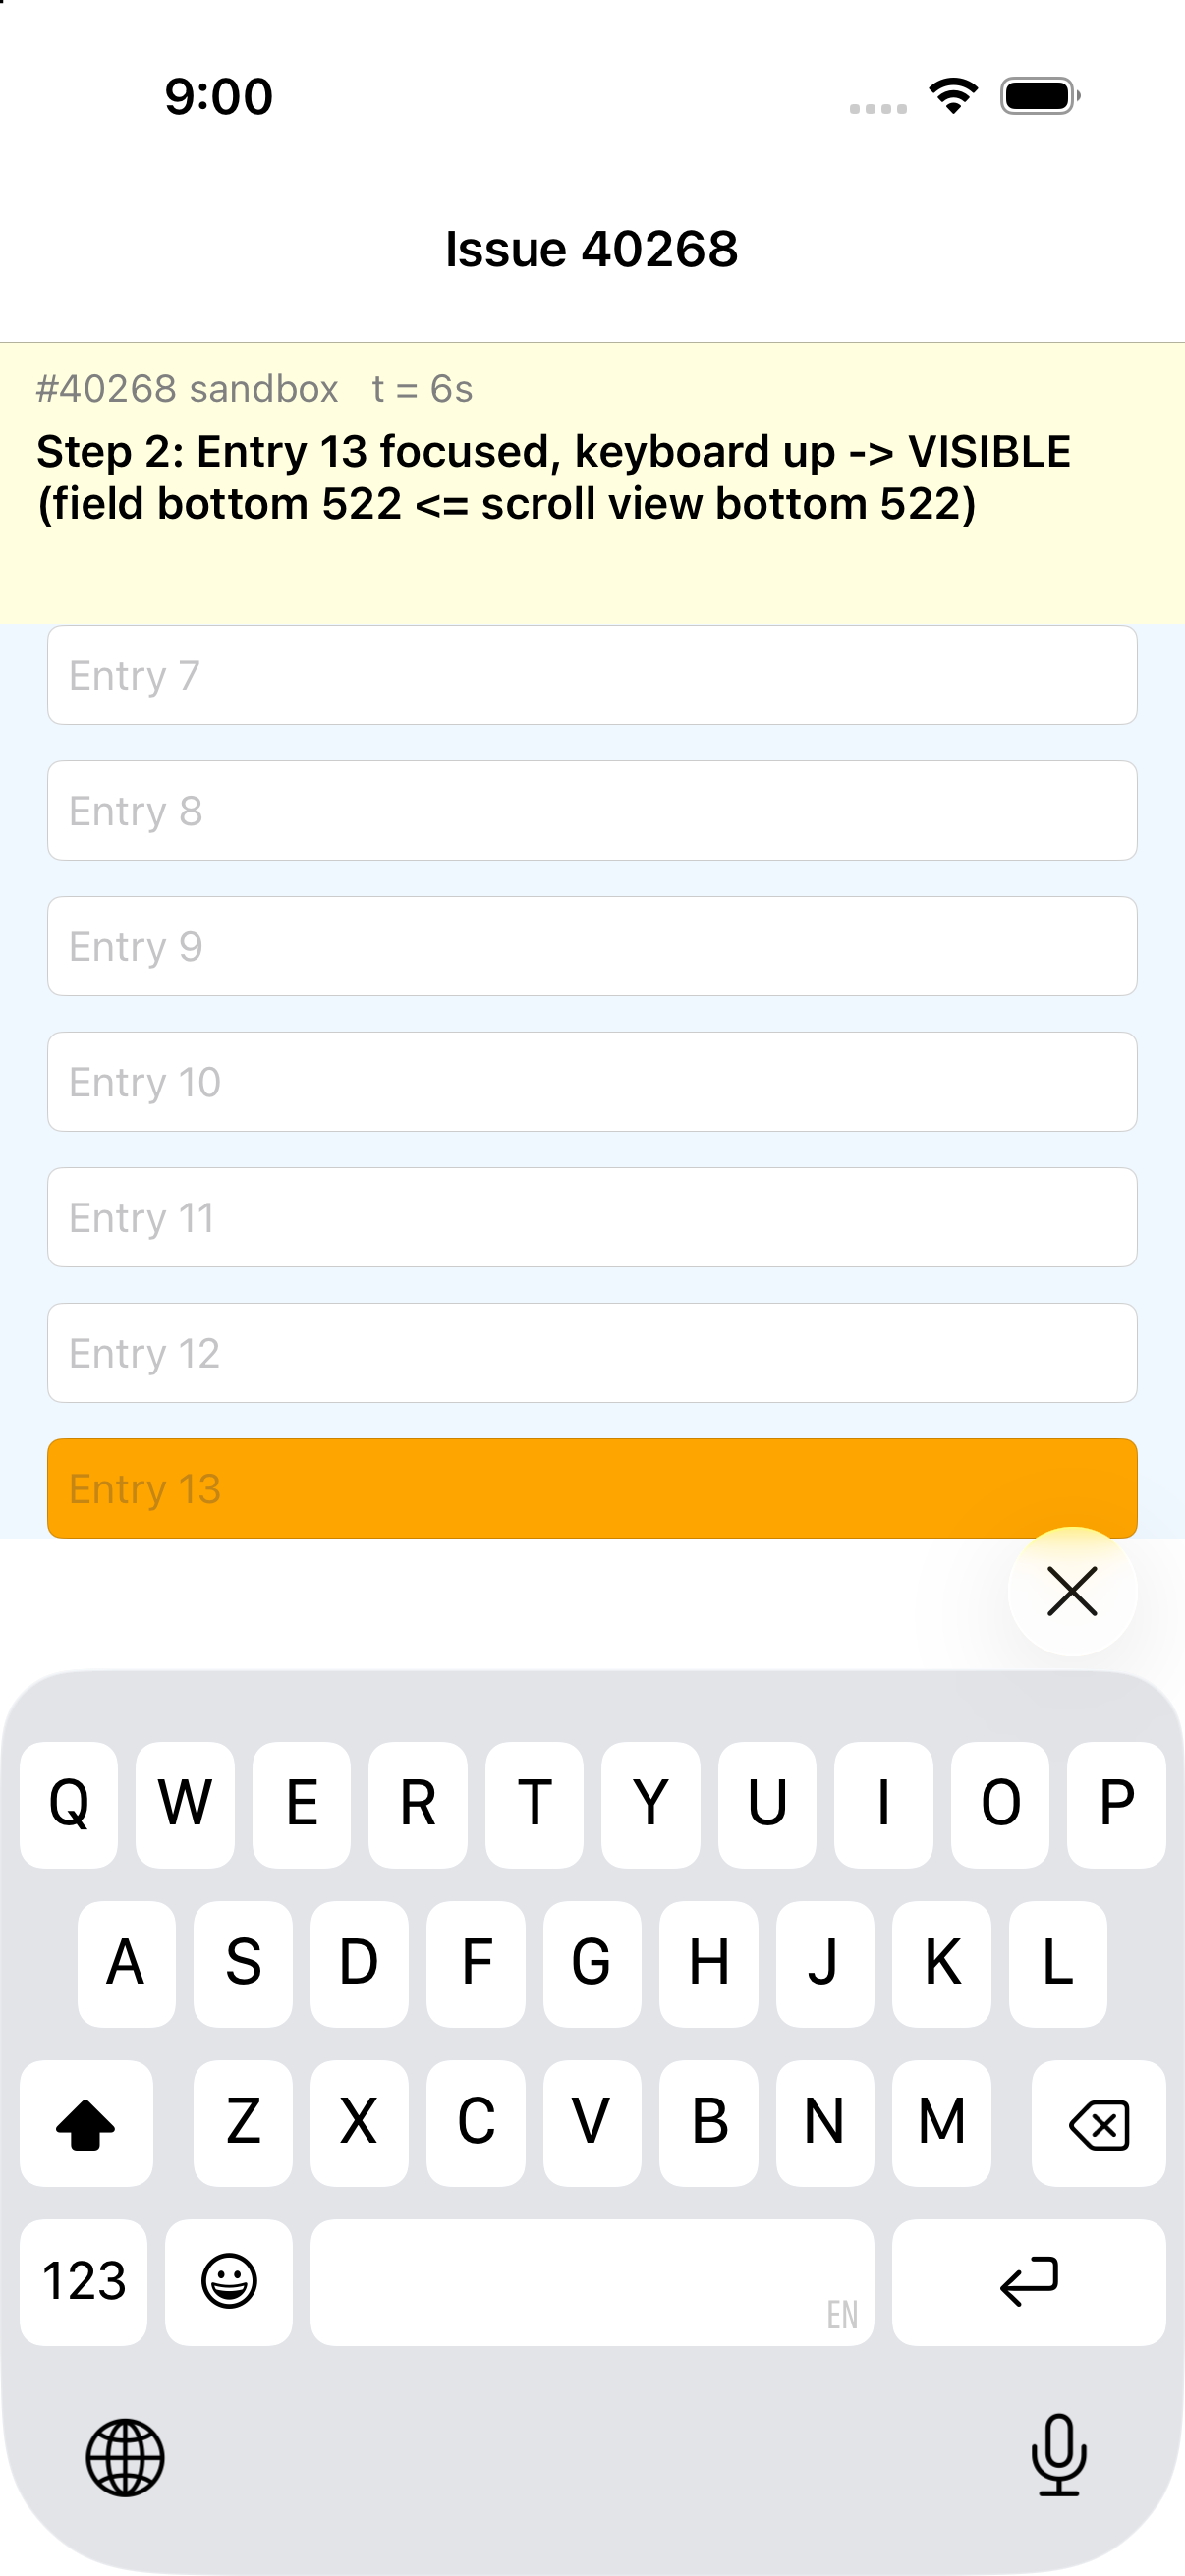 9:00
Issue 40268
#40268 sandbox t = 6s
Step 2: Entry 13 focused, keyboard up -> VISIBLE
(field bottom 522 <= scroll view bottom 522)
Entry 7
Entry 8
Entry 9
Entry 10
Entry 11
Entry 12
Entry 13
Q W E R T Y U I O P
A S D F G H J K L
Z X C V B N M
123 EN